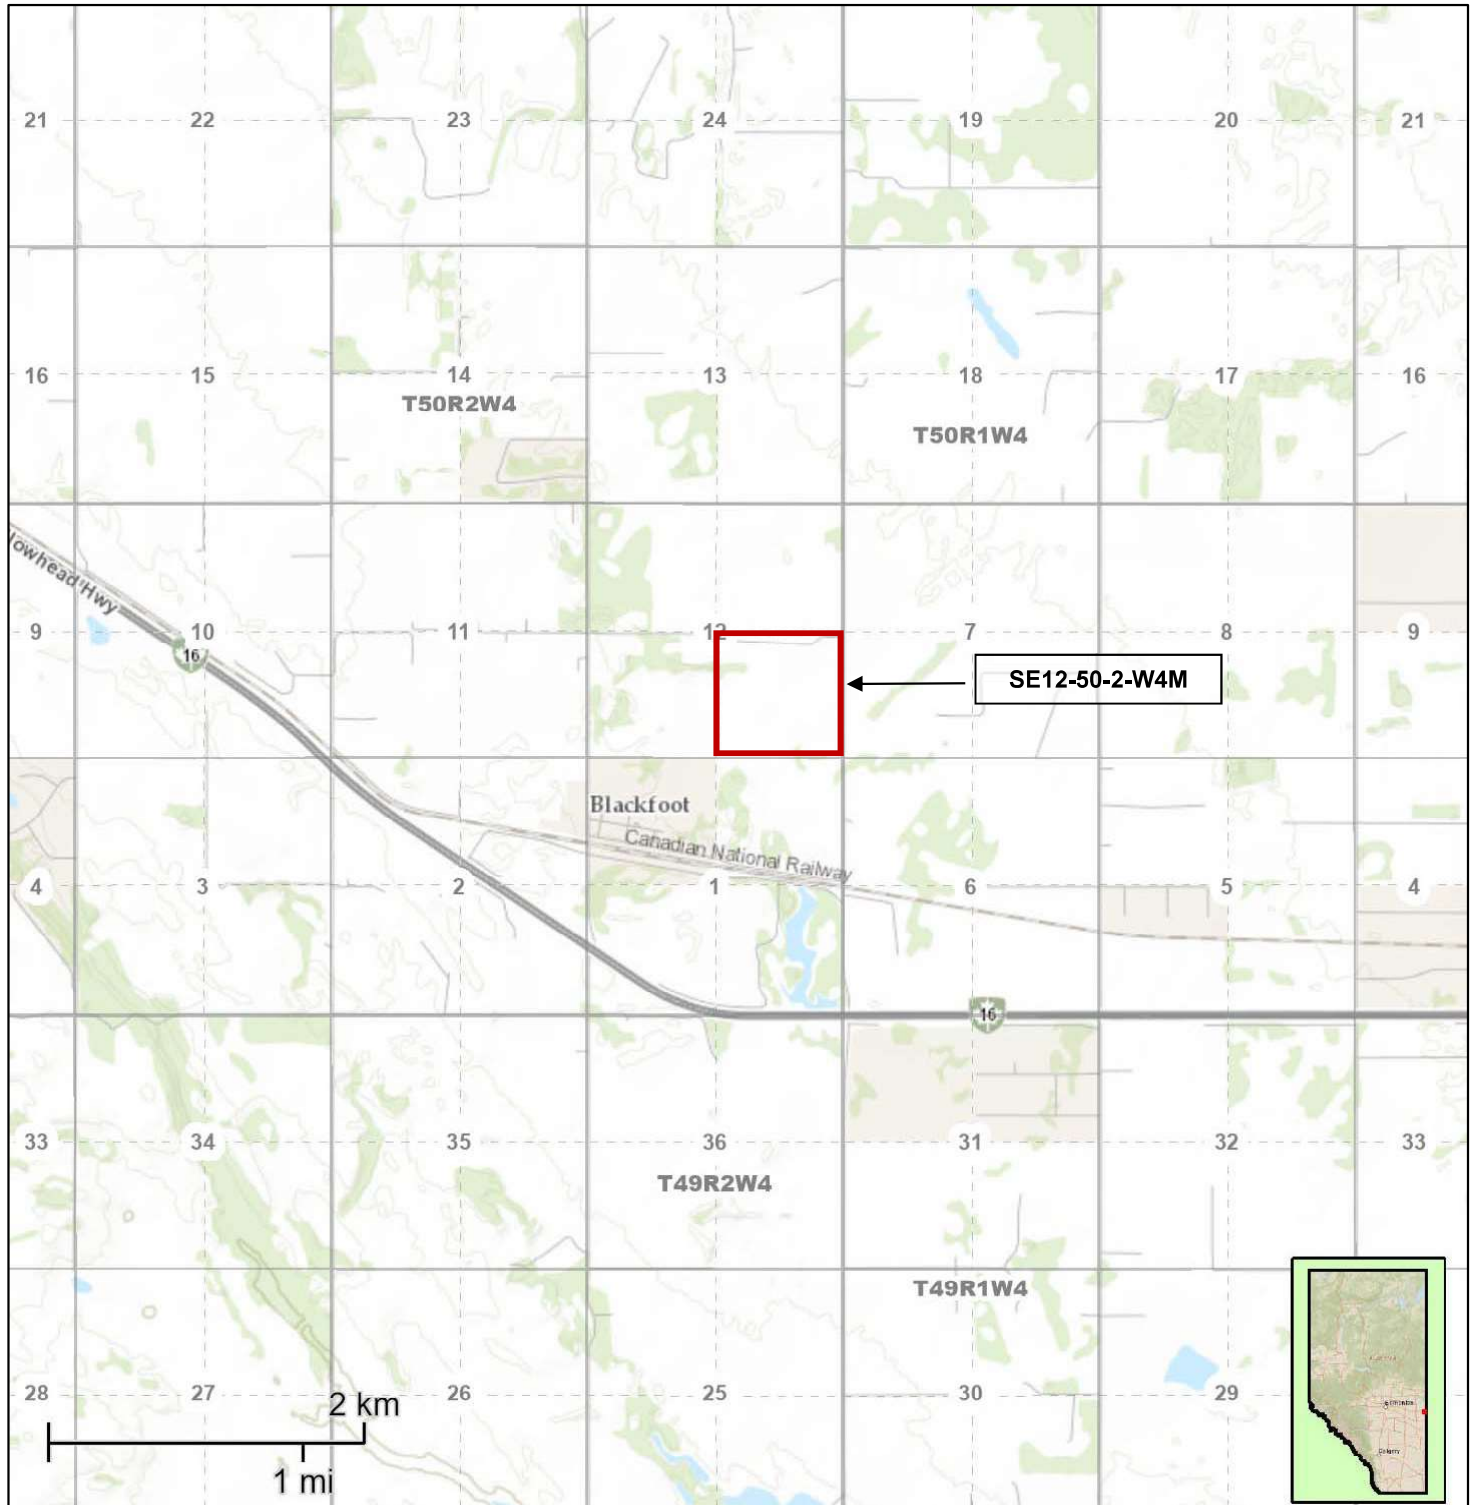 21 22 23 24 19 20 21
16 15 14 13 18 17 16
T50R2W4
T50R1W4
lowhead Hwy
9 10 11 12 7 8 9
16
SE12-50-2-W4M
Blackfoot
Canadian National Railway
4 3 2 1 6 5 4
16
33 34 35 36 31 32 33
T49R2W4
T49R1W4
28 27 26 25 30 29
2 km
1 mi
Edmonton
Calgary